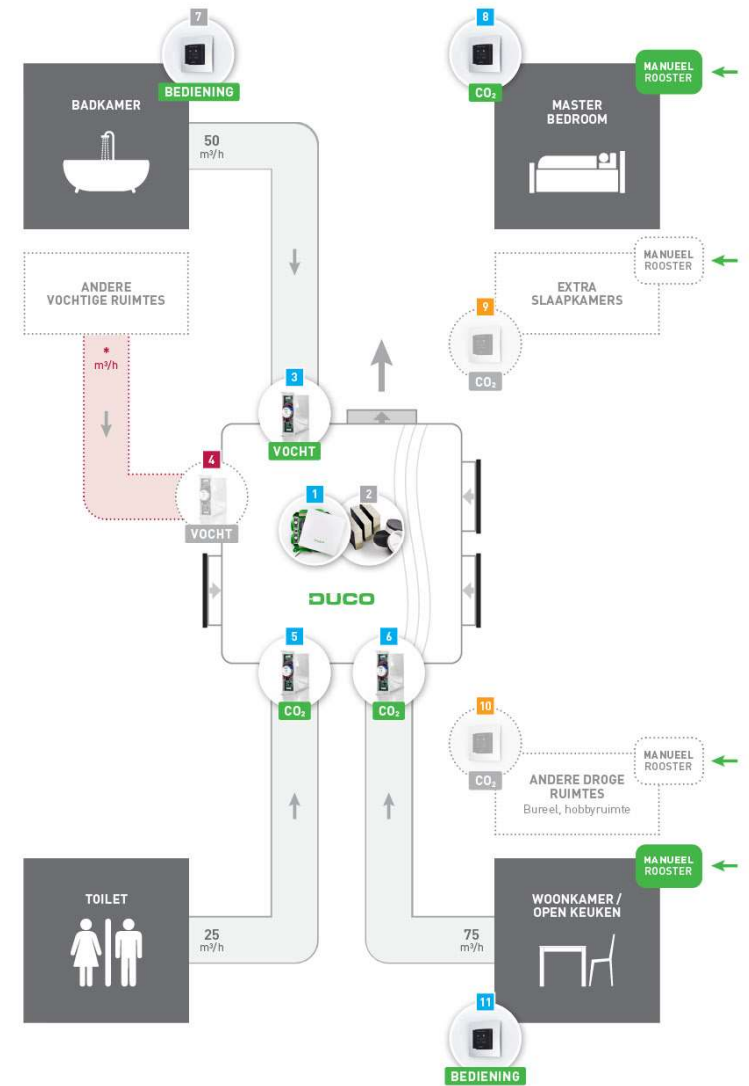 7
BEDIENING
BADKAMER
50
m³/h
8
CO₂
MANUEEL
ROOSTER
MASTER
BEDROOM
ANDERE
VOCHTIGE RUIMTES
*
m³/h
MANUEEL
ROOSTER
EXTRA
SLAAPKAMERS
9
CO₂
3
VOCHT
4
VOCHT
1
2
DUCO
5
CO₂
6
CO₂
10
CO₂
MANUEEL
ROOSTER
ANDERE DROGE
RUIMTES
Bureel, hobbyruimte
TOILET
25
m³/h
75
m³/h
MANUEEL
ROOSTER
WOONKAMER /
OPEN KEUKEN
11
BEDIENING